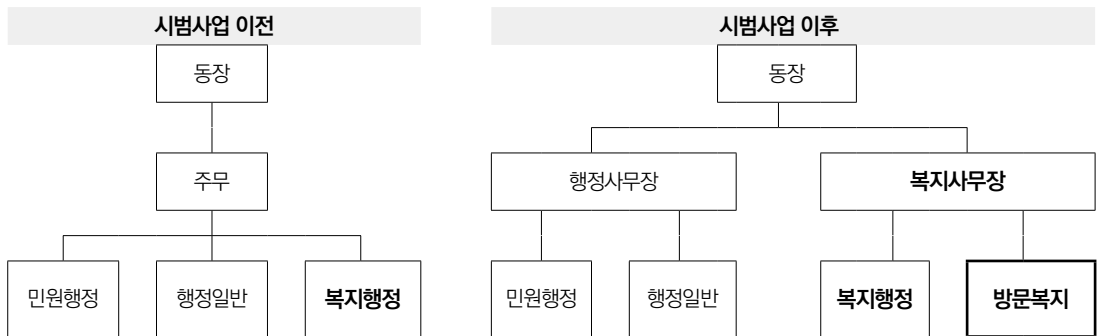 시범사업 이전
동장
주무
민원행정 행정일반 복지행정
시범사업 이후
동장
행정사무장 복지사무장
민원행정 행정일반 복지행정 방문복지